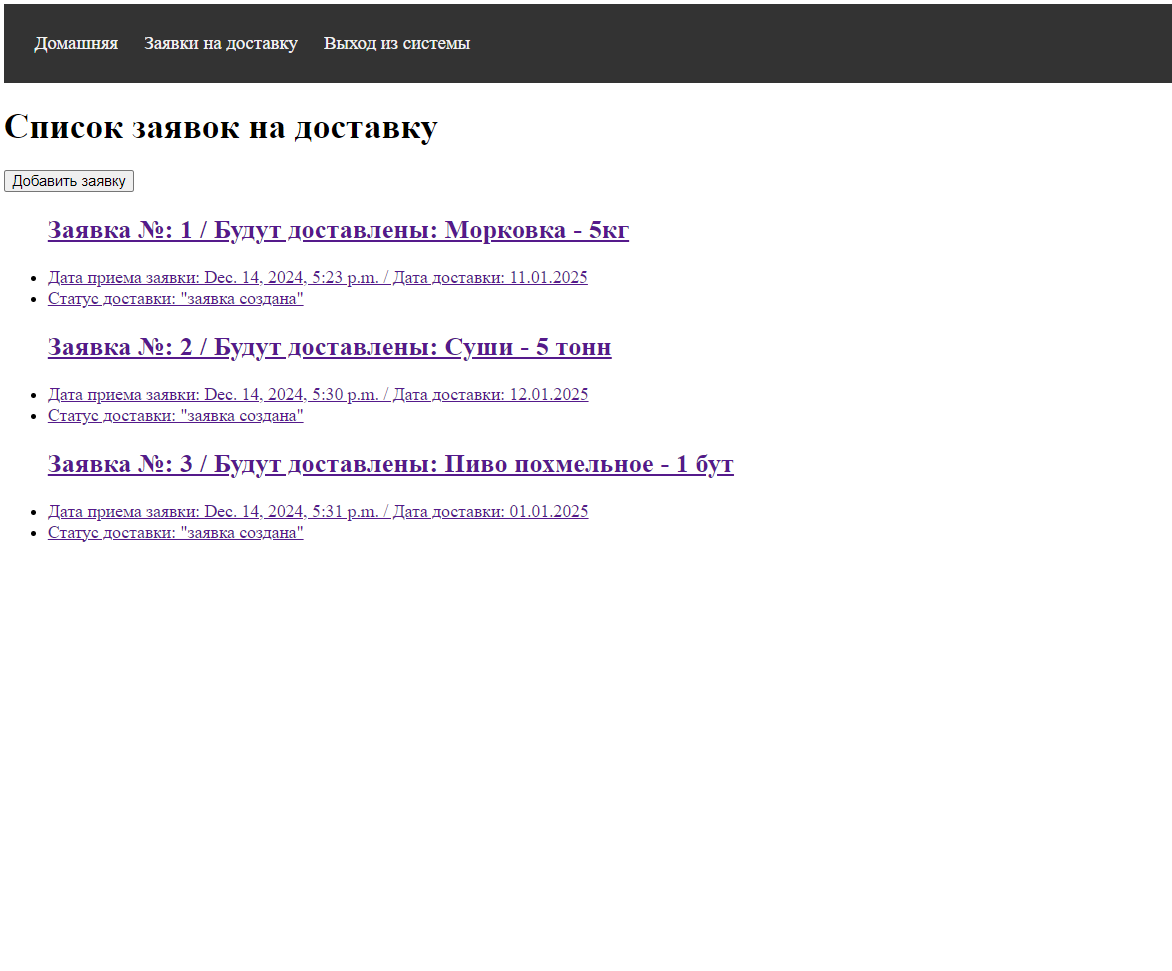 Домашняя Заявки на доставку Выход из системы
Список заявок на доставку
Добавить заявку
Заявка №: 1 / Будут доставлены: Морковка - 5кг
Дата приема заявки: Dec. 14, 2024, 5:23 p.m. / Дата доставки: 11.01.2025
Статус доставки: "заявка создана"
Заявка №: 2 / Будут доставлены: Суши - 5 тонн
Дата приема заявки: Dec. 14, 2024, 5:30 p.m. / Дата доставки: 12.01.2025
Статус доставки: "заявка создана"
Заявка №: 3 / Будут доставлены: Пиво похмельное - 1 бут
Дата приема заявки: Dec. 14, 2024, 5:31 p.m. / Дата доставки: 01.01.2025
Статус доставки: "заявка создана"